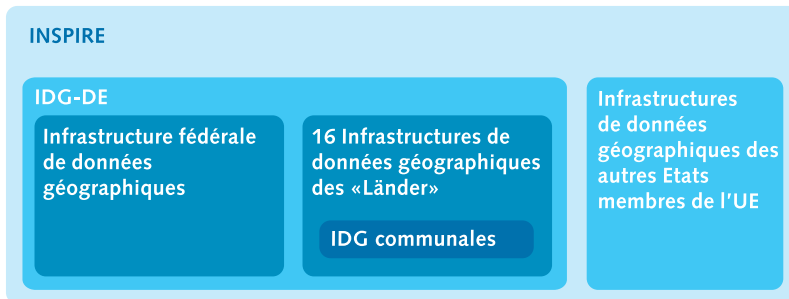 INSPIRE
IDG-DE
Infrastructure fédérale
de données
géographiques
16 Infrastructures de
données géographiques
des «Länder»
IDG communales
Infrastructures
de données
géographiques des
autres Etats
membres de l'UE